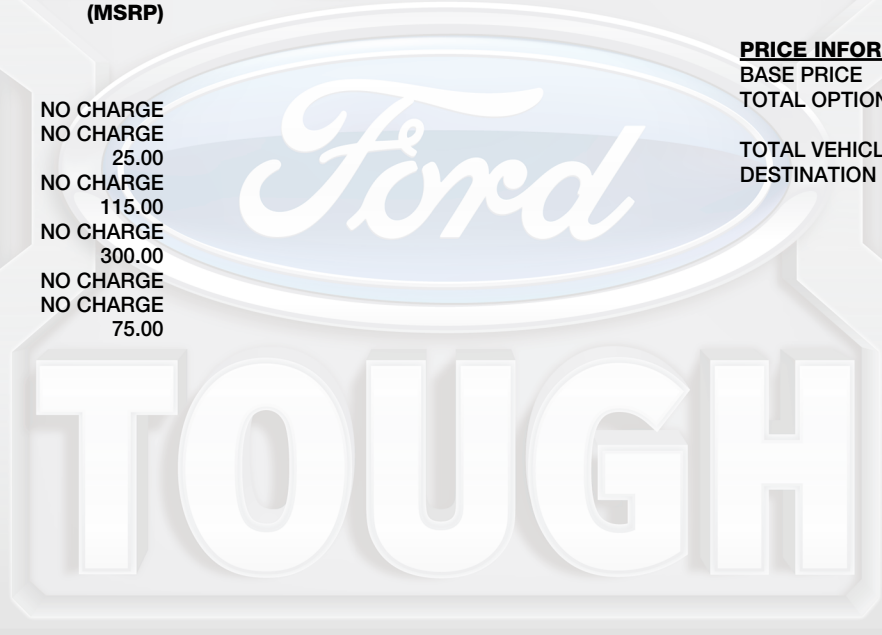 (MSRP)
NO CHARGE
NO CHARGE
25.00
NO CHARGE
115.00
NO CHARGE
300.00
NO CHARGE
NO CHARGE
75.00
PRICE INFOR
BASE PRICE
TOTAL OPTION
TOTAL VEHICL
DESTINATION
Ford
TOUGH